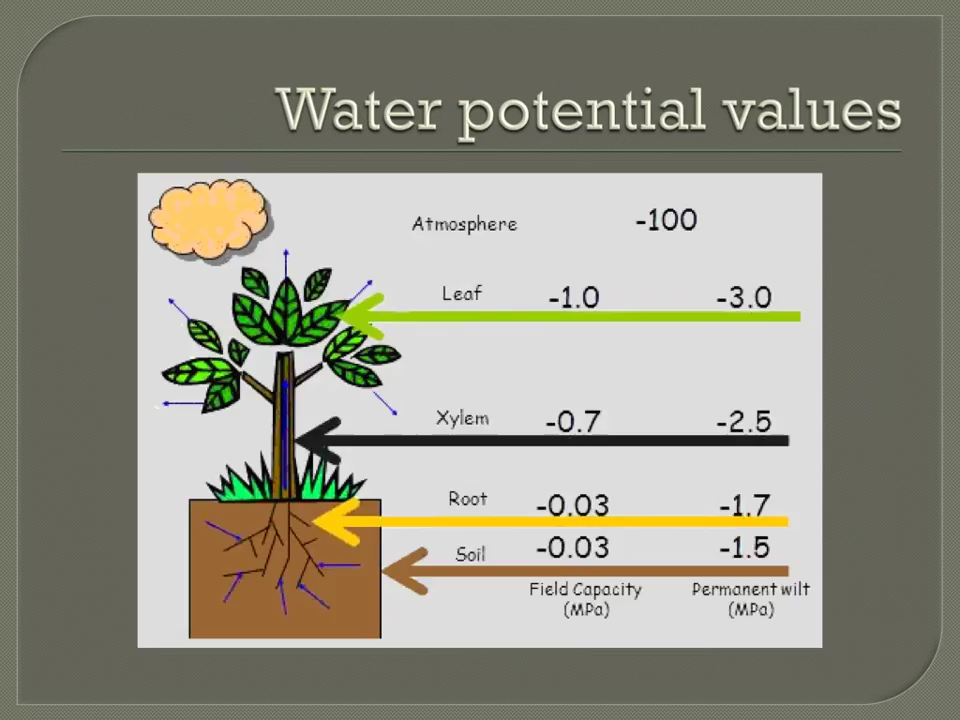 Water potential values
Atmosphere -100
Leaf -1.0 -3.0
Xylem -0.7 -2.5
Root -0.03 -1.7
Soil -0.03 -1.5
Field Capacity Permanent wilt
(MPa) (MPa)